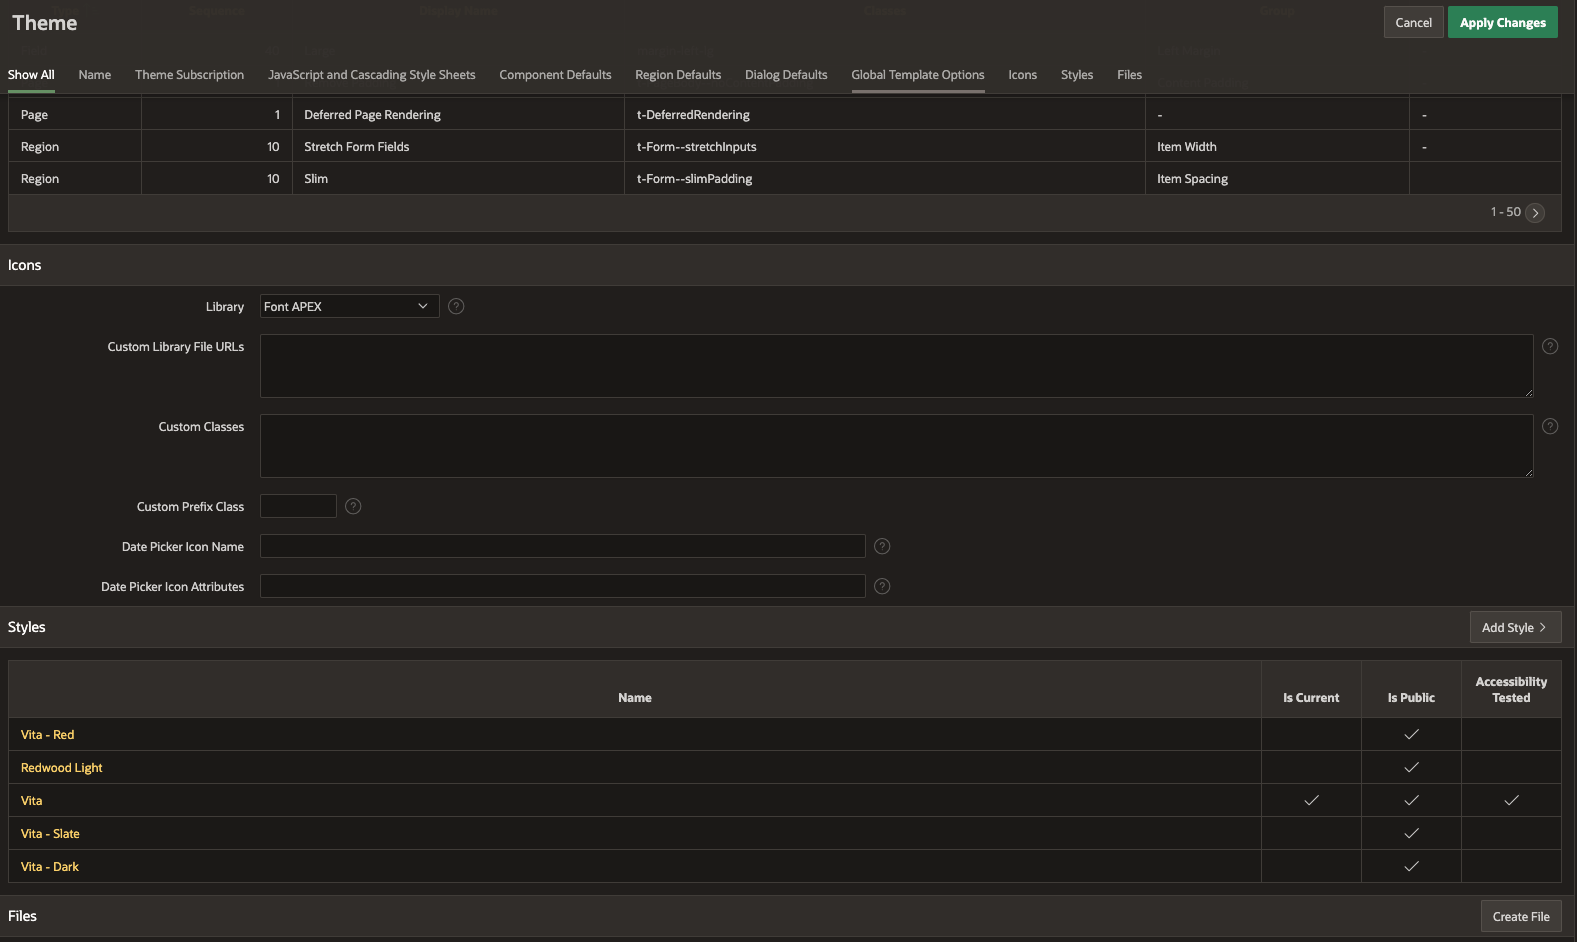 Theme
Cancel
Apply Changes
Show All Name Theme Subscription JavaScript and Cascading Style Sheets Component Defaults Region Defaults Dialog Defaults Global Template Options Icons Styles Files
Page 1 Deferred Page Rendering t-DeferredRendering - -
Region 10 Stretch Form Fields t-Form--stretchInputs Item Width -
Region 10 Slim t-Form--slimPadding Item Spacing
1 - 50
Icons
Library Font APEX ?
Custom Library File URLs ?
Custom Classes ?
Custom Prefix Class ?
Date Picker Icon Name ?
Date Picker Icon Attributes ?
Styles
Add Style
Name Is Current Is Public Accessibility Tested
Vita - Red
Redwood Light
Vita
Vita - Slate
Vita - Dark
Files
Create File